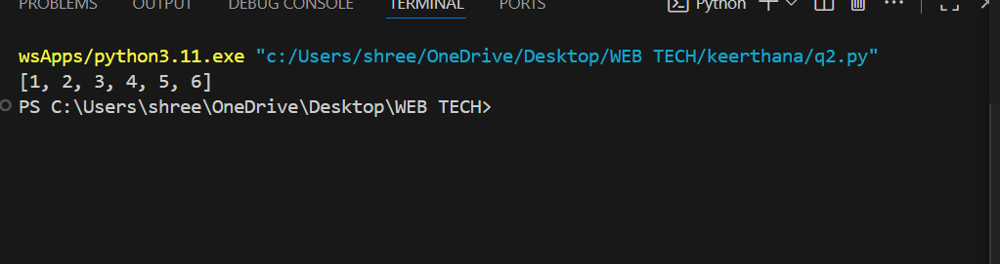 PROBLEMS OUTPUT DEBUG CONSOLE TERMINAL PORTS Python
wsApps/python3.11.exe "c:/Users/shree/OneDrive/Desktop/WEB TECH/keerthana/q2.py"
[1, 2, 3, 4, 5, 6]
PS C:\Users\shree\OneDrive\Desktop\WEB TECH>